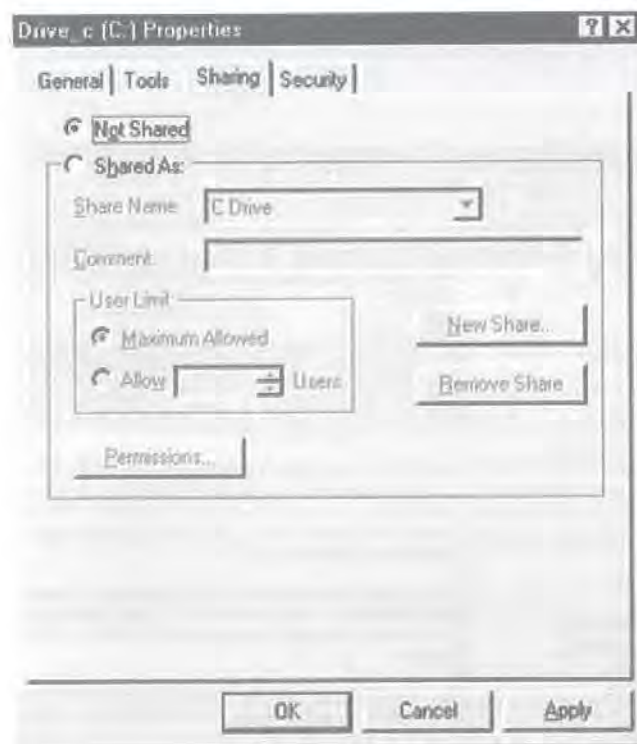 Drive_c (C:) Properties
General Tools Sharing Security
Not Shared
Shared As:
Share Name: C Drive
Comment:
User Limit
Maximum Allowed
Allow Users
New Share...
Remove Share
Permissions...
OK Cancel Apply